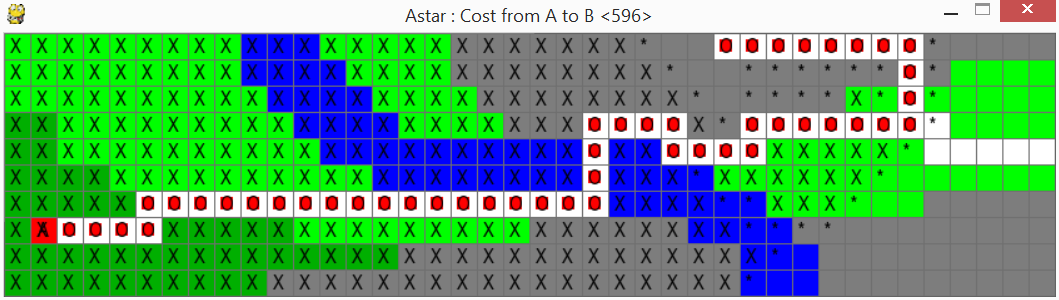 Astar : Cost from A to B <596>
X X X X X X X X X X X X X X X X X X X X X X X X * O O O O O O O O *
X X X X X X X X X X X X X X X X X X X X X X X X X * * * * * * * O *
X X X X X X X X X X X X X X X X X X X X X X X X X X * * * * * X * O *
X X X X X X X X X X X X X X X X X X X X X X O O O O X * O O O O O O O *
X X X X X X X X X X X X X X X X X X X X X X O X X O O O O X X X X X *
X X X X X X X X X X X X X X X X X X X X X X O X X X * X X X X X X *
X X X X X O O O O O O O O O O O O O O O O O O X X X X * * X X X *
X A O O O O X X X X X X X X X X X X X X X X X X X X X X * * * *
X X X X X X X X X X X X X X X X X X X X X X X X X X X X X *
X X X X X X X X X X X X X X X X X X X X X X X X X X X X *